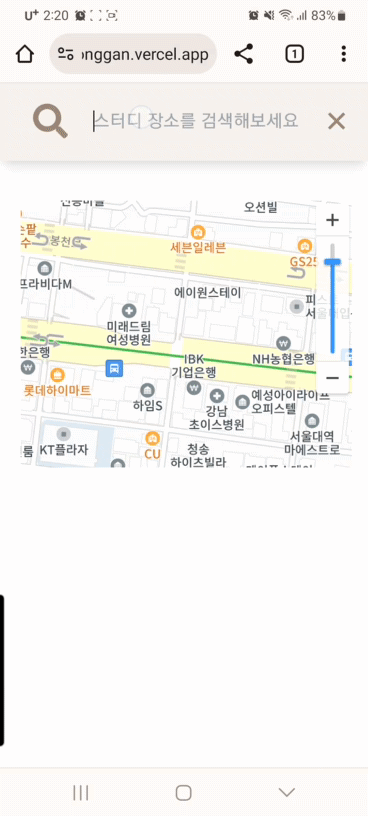 U+ 2:20
83%
onggan.vercel.app
1
스터디 장소를 검색해보세요
오션빌
봉천로
세븐일레븐
GS25
프라비다M
에이원스테이
미래드림
여성병원
한은행
IBK
기업은행
NH농협은행
롯데하이마트
하임S
강남
초이스병원
예성아이라이프
오피스텔
서울대역
마에스트로
룸
KT플라자
CU
청송
하이츠빌라